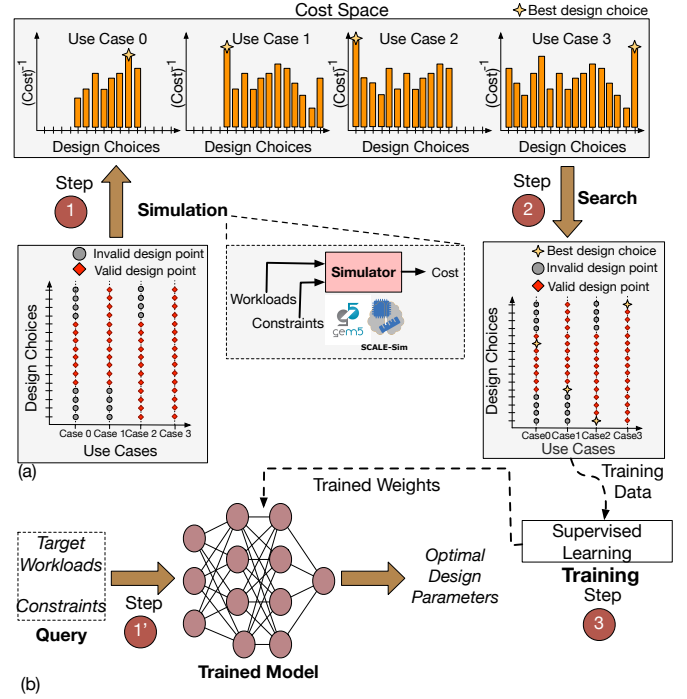 Cost Space
Best design choice
Use Case 0
Use Case 1
Use Case 2
Use Case 3
(Cost)-1
(Cost)-1
(Cost)-1
(Cost)-1
Design Choices
Design Choices
Design Choices
Design Choices
Step
1
Simulation
Step
2
Search
Invalid design point
Valid design point
Design Choices
Case 0
Case 1
Case 2
Case 3
Use Cases
(a)
Simulator
Cost
Workloads
Constraints
gem5
SCALE-Sim
Best design choice
Invalid design point
Valid design point
Design Choices
Case0
Case1
Case2
Case3
Use Cases
Trained Weights
Training
Data
Supervised
Learning
Training
Step
3
Target
Workloads
Constraints
Query
Step
1'
Trained Model
Optimal
Design
Parameters
(b)